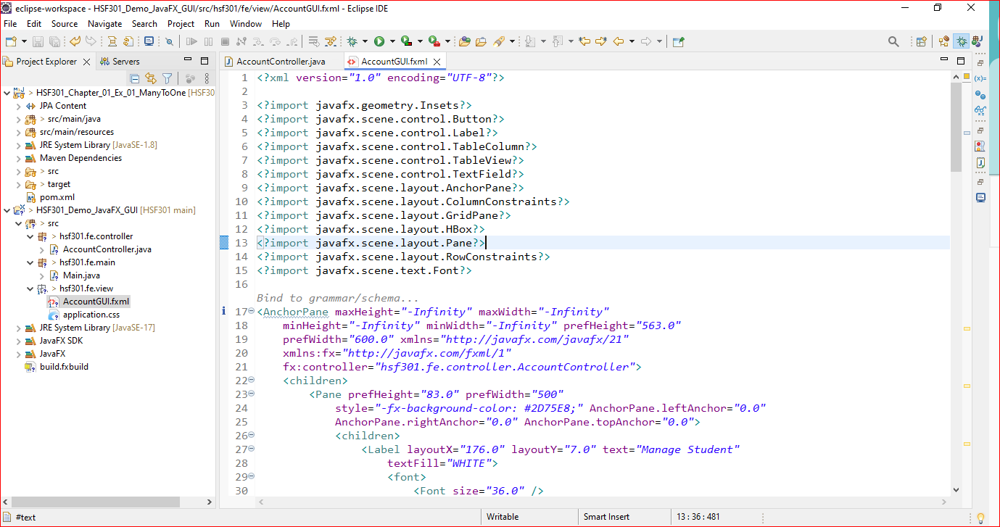 eclipse-workspace - HSF301_Demo_JavaFX_GUI/src/hsf301/fe/view/AccountGUI.fxml - Eclipse IDE
File Edit Source Navigate Search Project Run Window Help
Project Explorer
Servers
> HSF301_Chapter_01_Ex_01_ManyToOne [HSF30
JPA Content
> src/main/java
src/main/resources
JRE System Library [JavaSE-1.8]
Maven Dependencies
> src
> target
pom.xml
> HSF301_Demo_JavaFX_GUI [HSF301 main]
> src
> hsf301.fe.controller
AccountController.java
> hsf301.fe.main
Main.java
> hsf301.fe.view
AccountGUI.fxml
application.css
JRE System Library [JavaSE-17]
JavaFX SDK
JavaFX
build.fxbuild
AccountController.java
AccountGUI.fxml
1 <?xml version="1.0" encoding="UTF-8"?>
2
3 <?import javafx.geometry.Insets?>
4 <?import javafx.scene.control.Button?>
5 <?import javafx.scene.control.Label?>
6 <?import javafx.scene.control.TableColumn?>
7 <?import javafx.scene.control.TableView?>
8 <?import javafx.scene.control.TextField?>
9 <?import javafx.scene.layout.AnchorPane?>
10 <?import javafx.scene.layout.ColumnConstraints?>
11 <?import javafx.scene.layout.GridPane?>
12 <?import javafx.scene.layout.HBox?>
13 <?import javafx.scene.layout.Pane?>
14 <?import javafx.scene.layout.RowConstraints?>
15 <?import javafx.scene.text.Font?>
16
Bind to grammar/schema...
17 <AnchorPane maxHeight="-Infinity" maxWidth="-Infinity"
18 minHeight="-Infinity" minWidth="-Infinity" prefHeight="563.0"
19 prefWidth="600.0" xmlns="http://javafx.com/javafx/21"
20 xmlns:fx="http://javafx.com/fxml/1"
21 fx:controller="hsf301.fe.controller.AccountController">
22 <children>
23 <Pane prefHeight="83.0" prefWidth="500"
24 style="-fx-background-color: #2D75E8;" AnchorPane.leftAnchor="0.0"
25 AnchorPane.rightAnchor="0.0" AnchorPane.topAnchor="0.0">
26 <children>
27 <Label layoutX="176.0" layoutY="7.0" text="Manage Student"
28 textFill="WHITE">
29 <font>
30 <Font size="36.0" />
(x)=
#text
Writable
Smart Insert
13 : 36 : 481